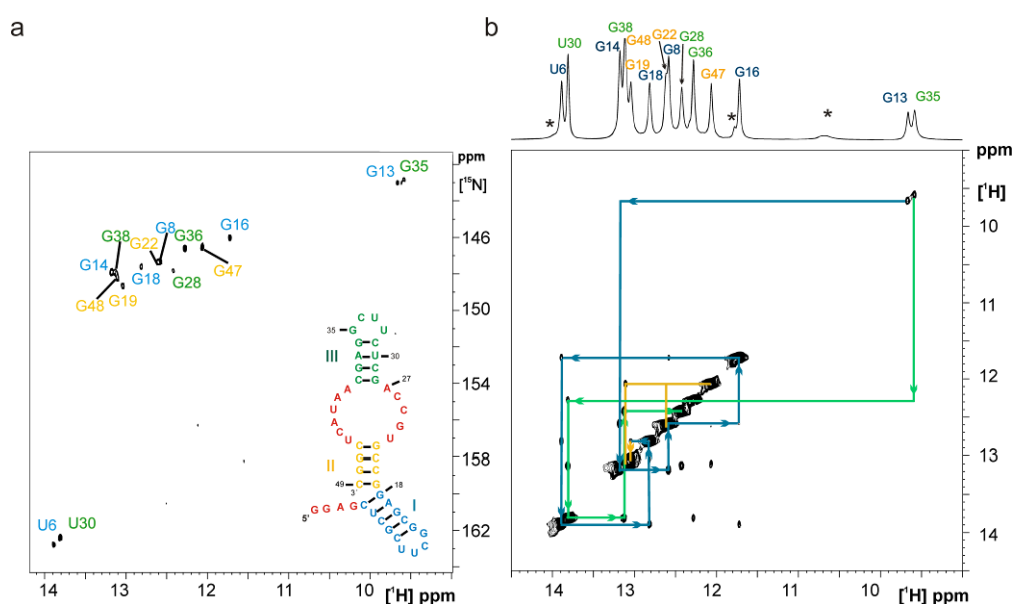 a
ppm
[¹⁵N]
G13
G35
G38
G8
G22
G36
G16
G14
G18
G28
G47
G48
G19
146
150
154
158
162
C U
35 G U
G C
III A U 30
G C
C G 27
A A A
U C
A C
A G
C U
U
C G
G C
II G C
49 C G
3' G 18
5' G G A G C A I
U G
C C
G G
C G
U U C
U6 U30
14
13
12
11
10
[¹H] ppm
b
G38
G22
U30
G48
G28
G14
G8
G36
U6
G19
G18
G47
G16
G13
G35
*
*
*
ppm
[¹H]
10
11
12
13
14
13
12
11
10
[¹H] ppm